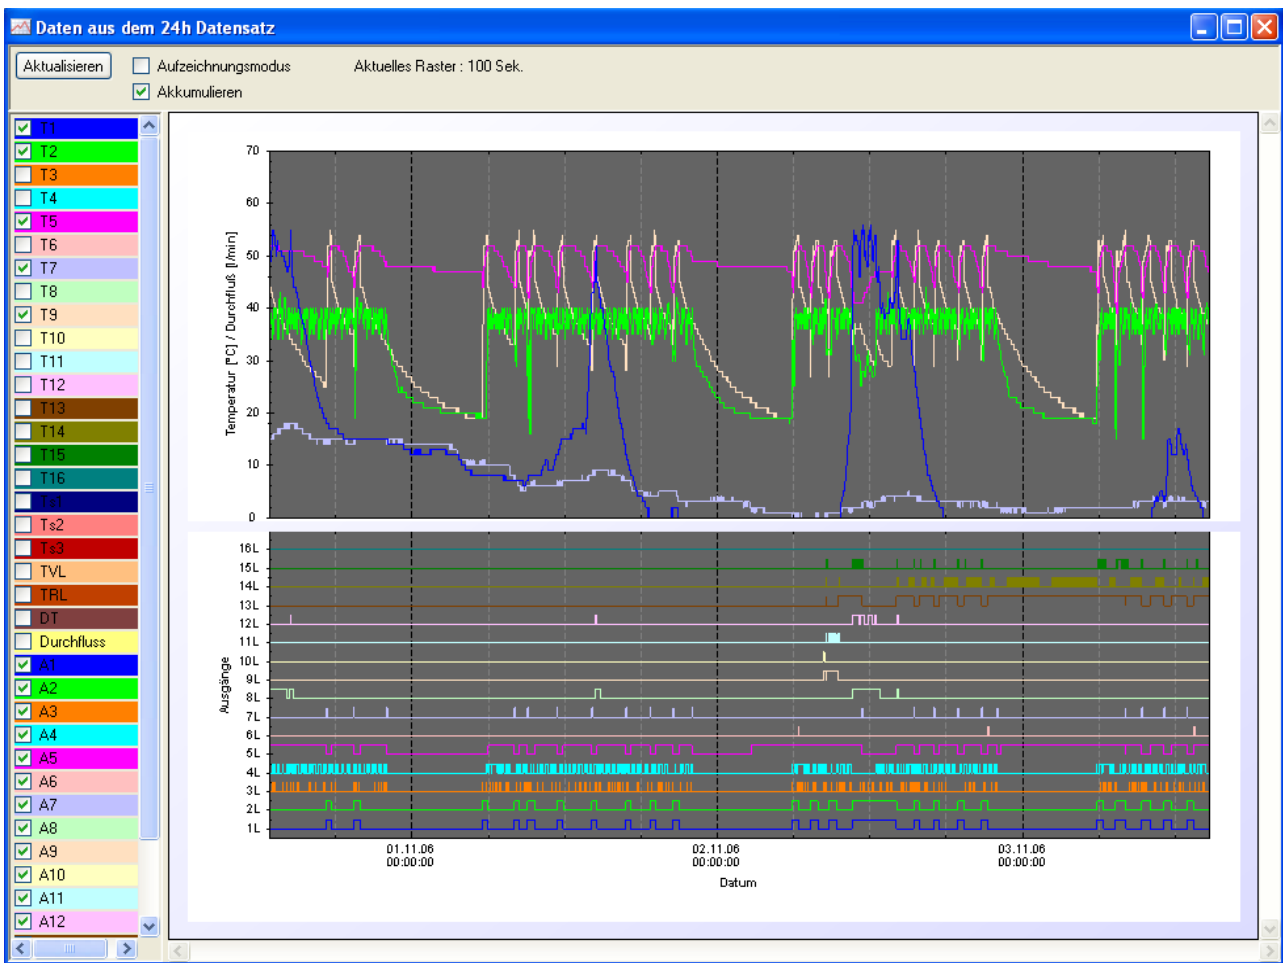 Daten aus dem 24h Datensatz
Aktualisieren
Aufzeichnungsmodus
Aktuelles Raster : 100 Sek.
Akkumulieren
T1
T2
T3
T4
T5
T6
T7
T8
T9
T10
T11
T12
T13
T14
T15
T16
Ts1
Ts2
Ts3
TVL
TRL
DT
Durchfluss
A1
A2
A3
A4
A5
A6
A7
A8
A9
A10
A11
A12
Temperatur [°C] / Durchfluß [l/min]
70
60
50
40
30
20
10
0
Ausgänge
16L
15L
14L
13L
12L
11L
10L
9L
8L
7L
6L
5L
4L
3L
2L
1L
01.11.06
00:00:00
02.11.06
00:00:00
03.11.06
00:00:00
Datum